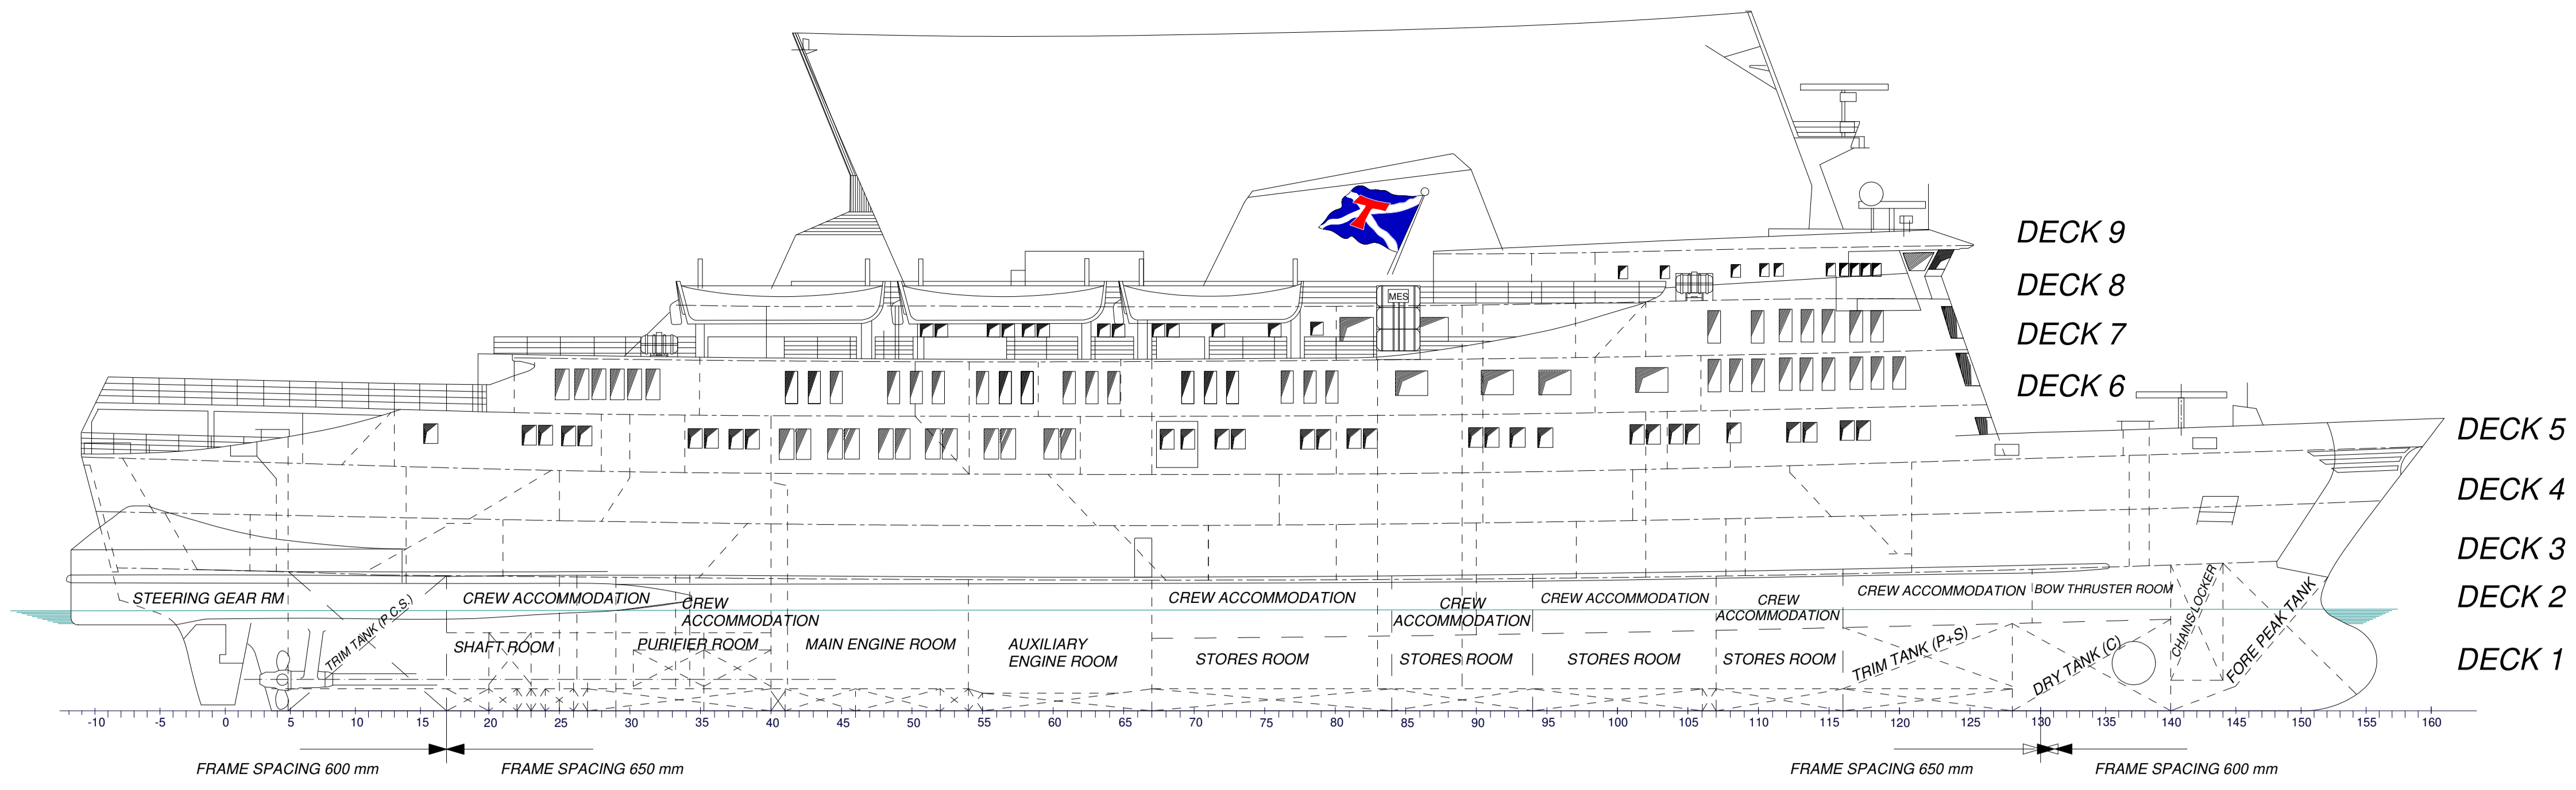 DECK 9
DECK 8
MES
DECK 7
DECK 6
DECK 5
DECK 4
DECK 3
STEERING GEAR RM
TRIM TANK (P.C.S.)
CREW ACCOMMODATION
CREW
ACCOMMODATION
CREW ACCOMMODATION
CREW
ACCOMMODATION
CREW ACCOMMODATION
CREW
ACCOMMODATION
CREW ACCOMMODATION
BOW THRUSTER ROOM
CHAINS LOCKER
FORE PEAK TANK
DECK 2
SHAFT ROOM
PURIFIER ROOM
MAIN ENGINE ROOM
AUXILIARY
ENGINE ROOM
STORES ROOM
STORES ROOM
STORES ROOM
STORES ROOM
TRIM TANK (P+S)
DRY TANK (C)
DECK 1
-10 -5 0 5 10 15 20 25 30 35 40 45 50 55 60 65 70 75 80 85 90 95 100 105 110 115 120 125 130 135 140 145 150 155 160
FRAME SPACING 600 mm
FRAME SPACING 650 mm
FRAME SPACING 650 mm
FRAME SPACING 600 mm
T